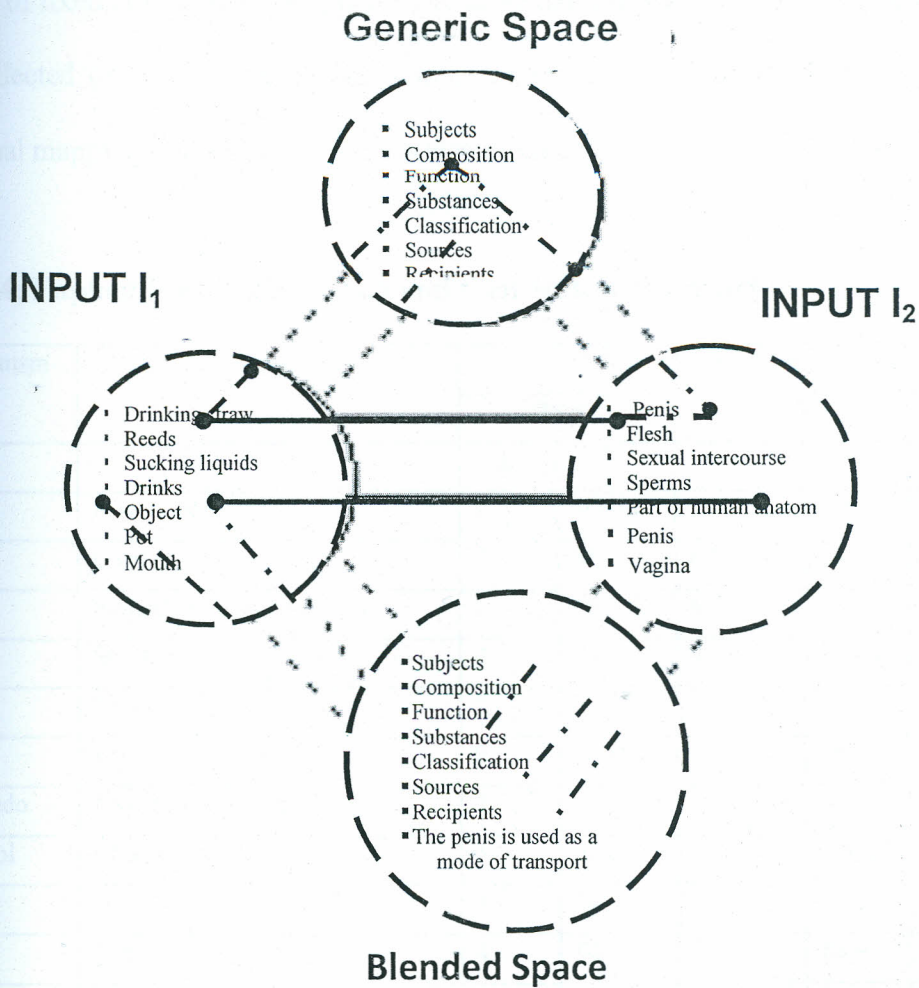 Generic Space
▪ Subjects
▪ Composition
▪ Function
▪ Substances
▪ Classification
▪ Sources
▪ Recipients
INPUT I₁
INPUT I₂
▪ Drinking straw
▪ Reeds
▪ Sucking liquids
▪ Drinks
▪ Object
▪ Pot
▪ Mouth
▪ Penis
▪ Flesh
▪ Sexual intercourse
▪ Sperms
▪ Part of human anatom
▪ Penis
▪ Vagina
▪ Subjects
▪ Composition
▪ Function
▪ Substances
▪ Classification
▪ Sources
▪ Recipients
▪ The penis is used as a
mode of transport
Blended Space